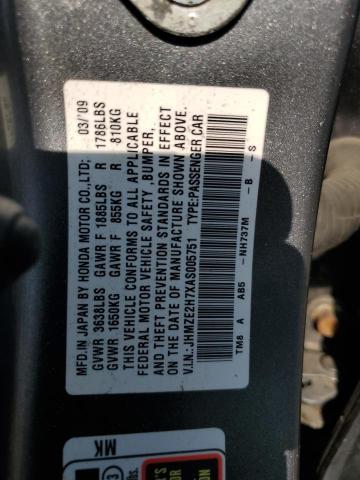 MFD. IN JAPAN BY HONDA MOTOR CO.,LTD; 03/'09
GVWR 3638LBS GAWR F 1885LBS R 1786LBS
GVWR 1650KG GAWR F 855KG R 810KG
THIS VEHICLE CONFORMS TO ALL APPLICABLE
FEDERAL MOTOR VEHICLE SAFETY , BUMPER,
AND THEFT PREVENTION STANDARDS IN EFFECT
ON THE DATE OF MANUFACTURE SHOWN ABOVE.
V.I.N.: JHMZE2H7XAS005751 TYPE:PASSENGER CAR
TM8 A AB5 -NH737M -B -S
MK
lbs.